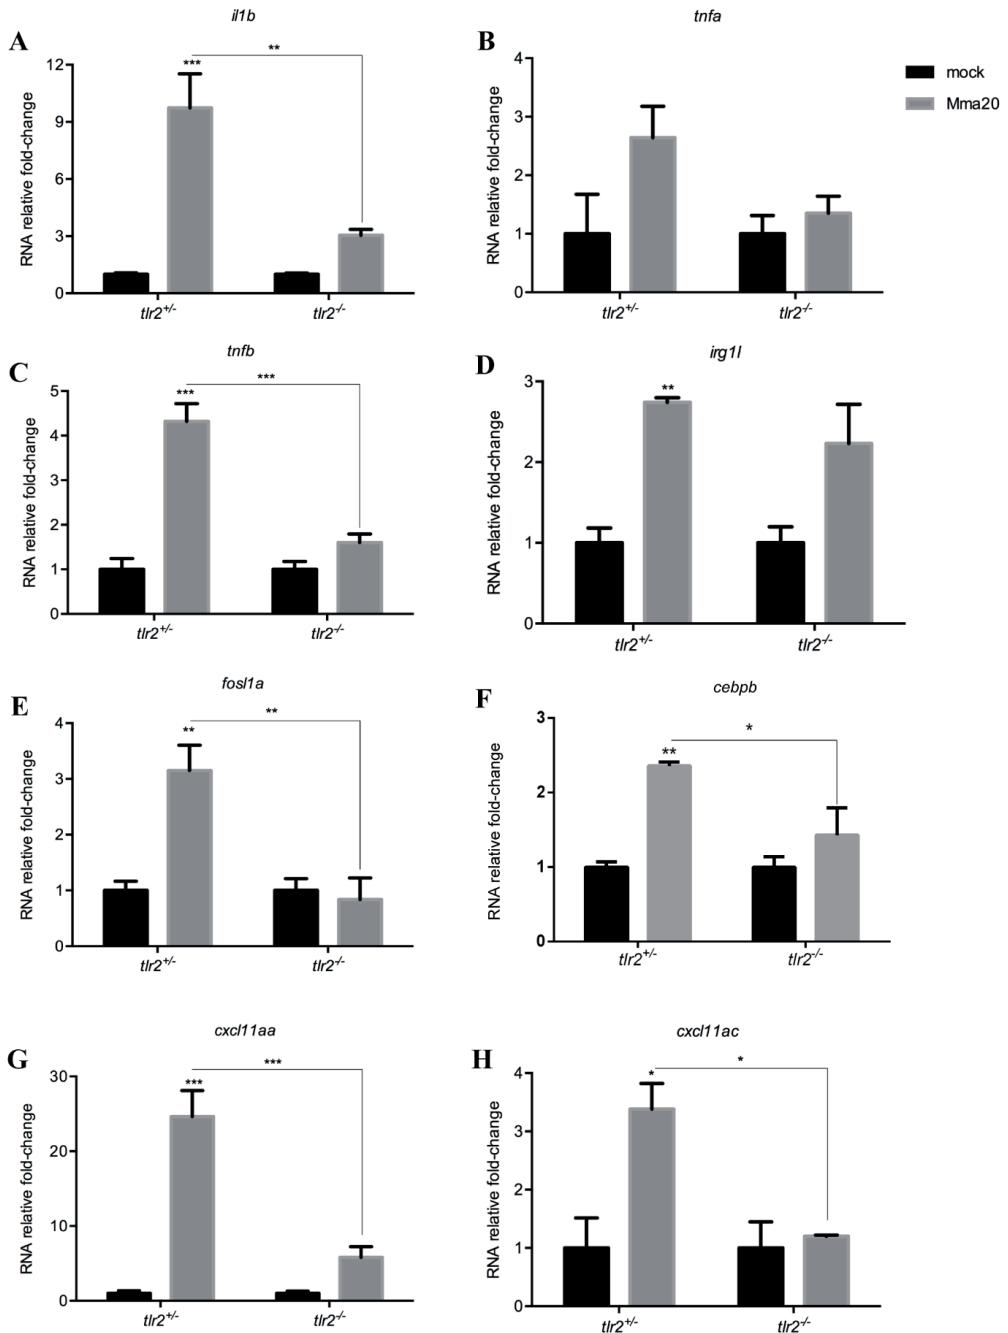 il1b
A
**
***
12
9
6
3
0
RNA relative fold-change
tlr2+/-
tlr2-/-
tnfa
B
4
3
2
1
0
RNA relative fold-change
tlr2+/-
tlr2-/-
mock
Mma20
tnfb
C
***
***
5
4
3
2
1
0
RNA relative fold-change
tlr2+/-
tlr2-/-
irg1l
D
**
3
2
1
0
RNA relative fold-change
tlr2+/-
tlr2-/-
fosl1a
E
**
**
4
3
2
1
0
RNA relative fold-change
tlr2+/-
tlr2-/-
cebpb
F
*
**
3
2
1
0
RNA relative fold-change
tlr2+/-
tlr2-/-
cxcl11aa
G
***
***
30
20
10
0
RNA relative fold-change
tlr2+/-
tlr2-/-
cxcl11ac
H
*
*
4
3
2
1
0
RNA relative fold-change
tlr2+/-
tlr2-/-